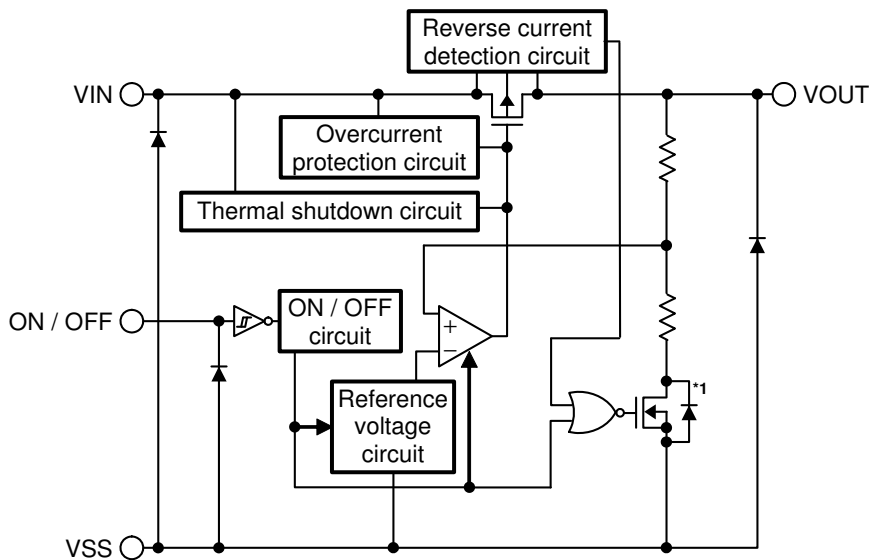 Reverse current
detection circuit
VIN
VOUT
Overcurrent
protection circuit
Thermal shutdown circuit
ON / OFF
ON / OFF
circuit
+
−
*1
Reference
voltage
circuit
VSS